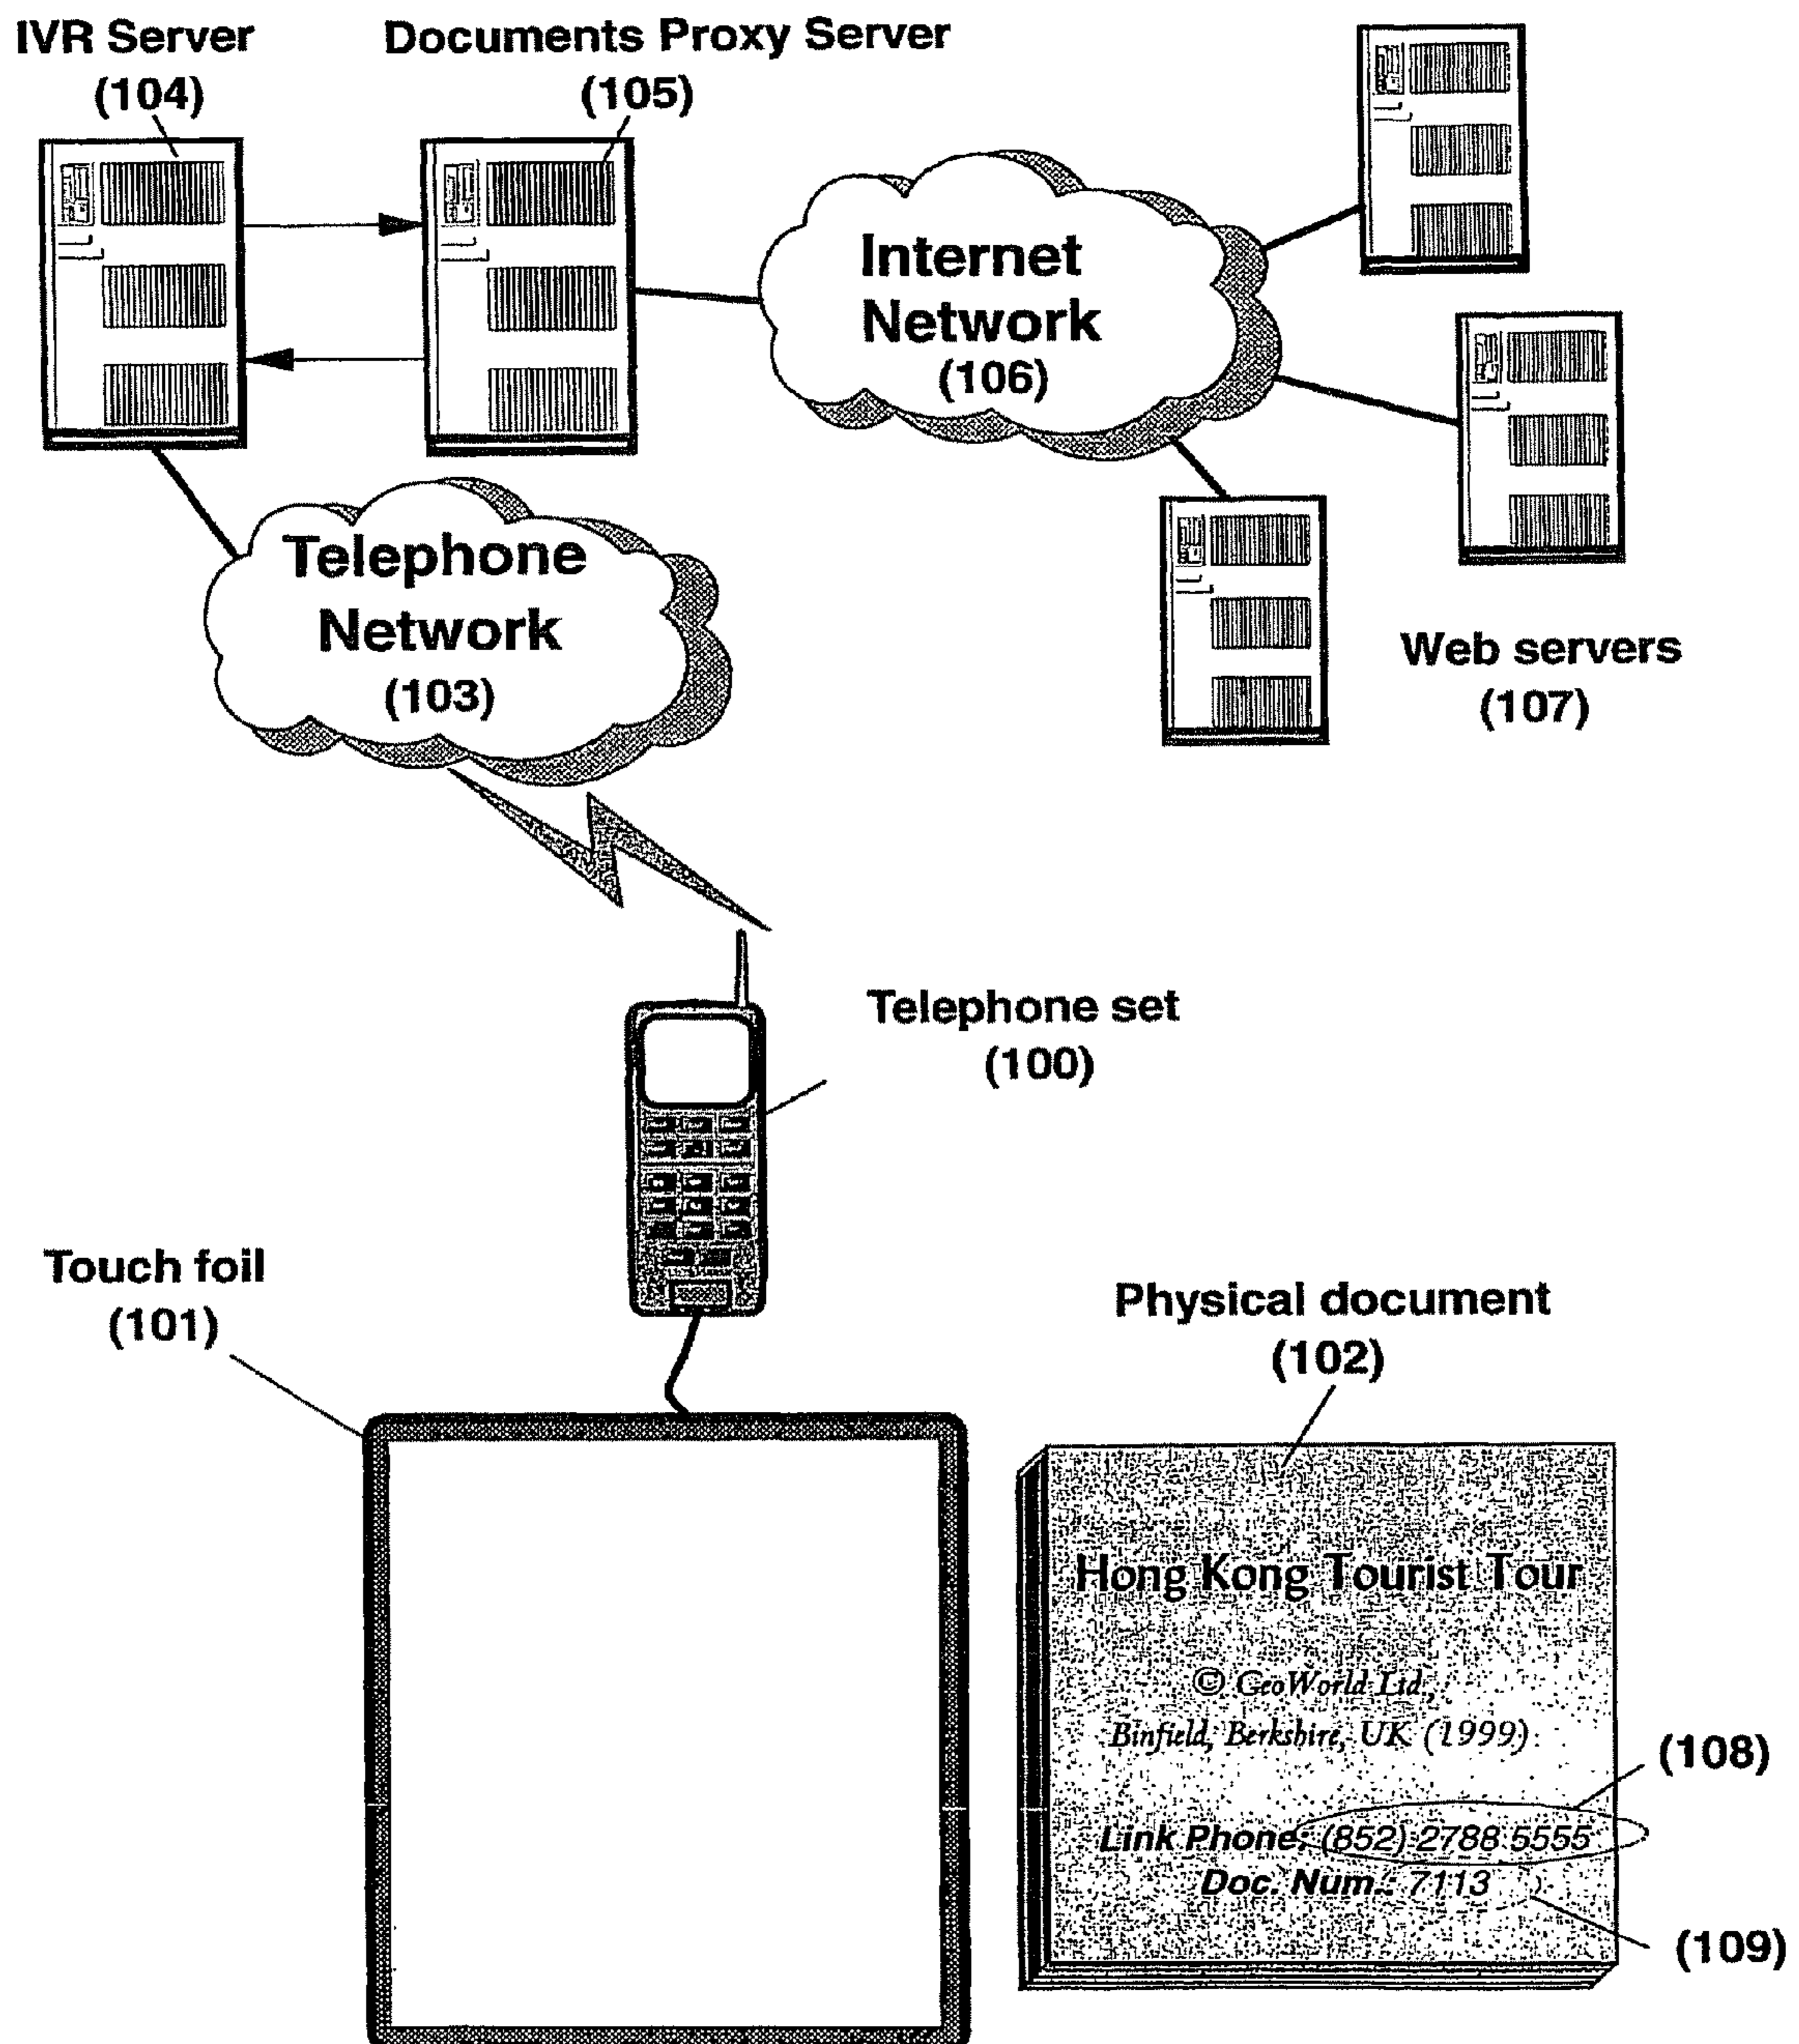 IVR Server
(104)
Documents Proxy Server
(105)
Internet
Network
(106)
Telephone
Network
(103)
Web servers
(107)
Telephone set
(100)
Touch foil
(101)
Physical document
(102)
Hong Kong Tourist Tour
© GeoWorld Ltd,
Binfield, Berkshire, UK (1999)
(108)
Link Phone: (852) 2788 5555
Doc. Num.: 7113
(109)